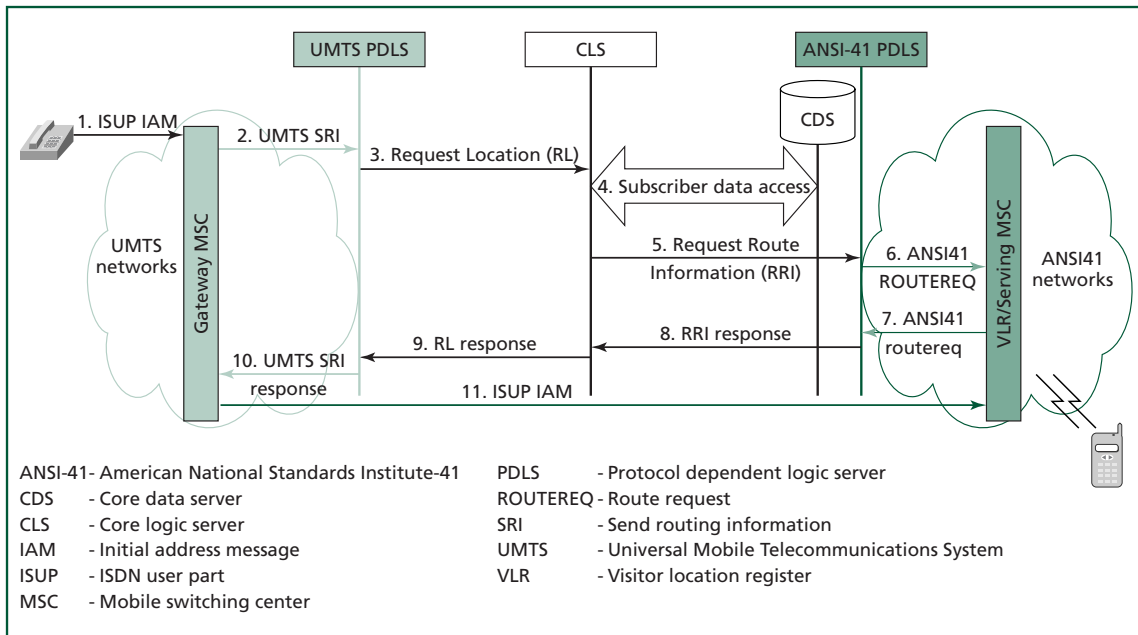 UMTS PDLS
CLS
ANSI-41 PDLS
CDS
1. ISUP IAM
2. UMTS SRI
3. Request Location (RL)
4. Subscriber data access
5. Request Route
Information (RRI)
6. ANSI41
ROUTEREQ
7. ANSI41
routereq
8. RRI response
9. RL response
10. UMTS SRI
response
11. ISUP IAM
UMTS
networks
Gateway MSC
VLR/Serving MSC
ANSI41
networks
ANSI-41 - American National Standards Institute-41
CDS - Core data server
CLS - Core logic server
IAM - Initial address message
ISUP - ISDN user part
MSC - Mobile switching center
PDLS - Protocol dependent logic server
ROUTEREQ - Route request
SRI - Send routing information
UMTS - Universal Mobile Telecommunications System
VLR - Visitor location register